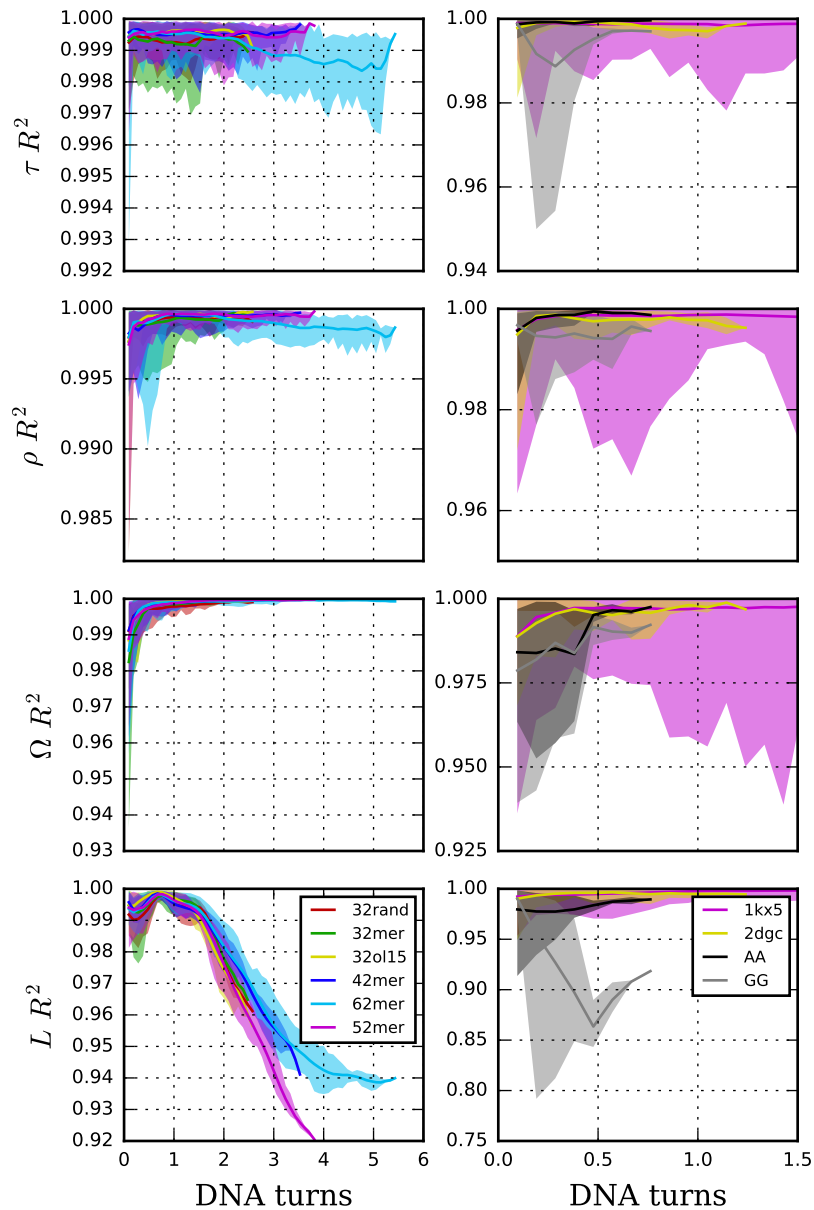 1.000
0.999
0.998
0.997
0.996
0.995
0.994
0.993
0.992
τ R²
1.00
0.98
0.96
0.94
1.000
0.995
0.990
0.985
ρ R²
1.00
0.98
0.96
1.00
0.99
0.98
0.97
0.96
0.95
0.94
0.93
Ω R²
1.000
0.975
0.950
0.925
1.00
0.99
0.98
0.97
0.96
0.95
0.94
0.93
0.92
L R²
32rand
32mer
32ol15
42mer
62mer
52mer
0 1 2 3 4 5 6
DNA turns
1.00
0.95
0.90
0.85
0.80
0.75
1kx5
2dgc
AA
GG
0.0 0.5 1.0 1.5
DNA turns